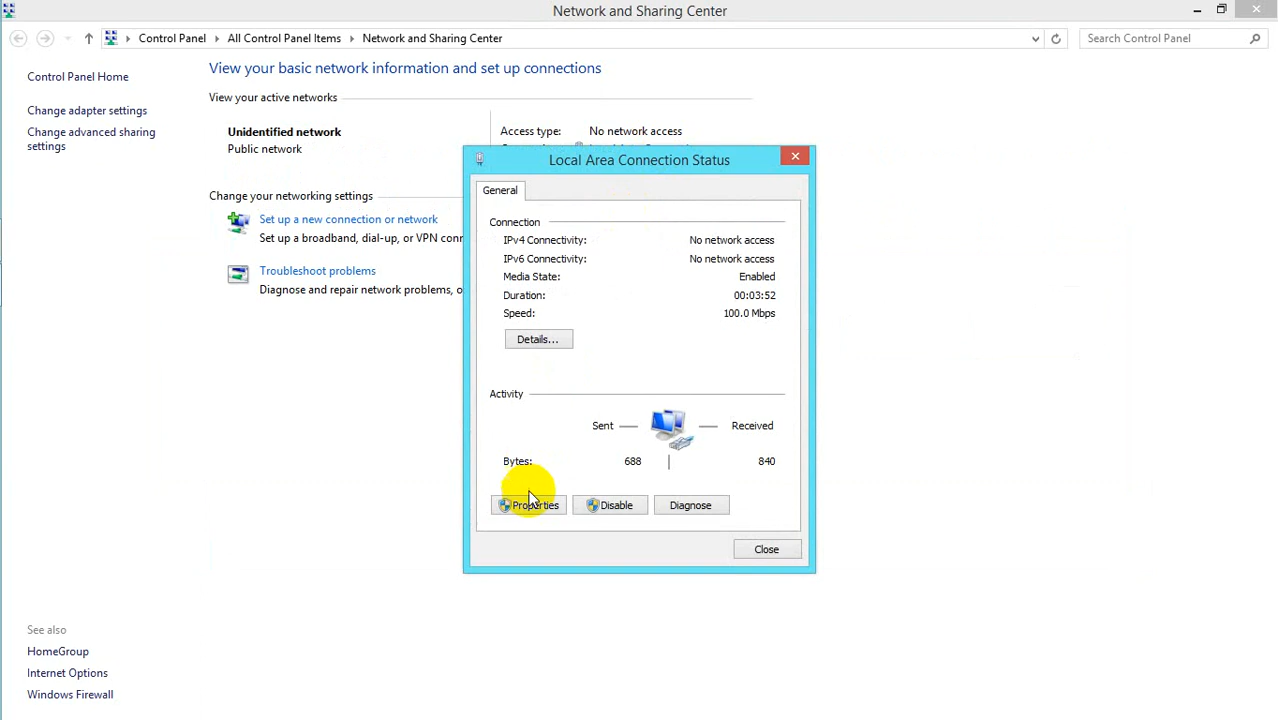 Network and Sharing Center
Control Panel
All Control Panel Items
Network and Sharing Center
Search Control Panel
Control Panel Home
Change adapter settings
Change advanced sharing
settings
View your basic network information and set up connections
View your active networks
Unidentified network
Public network
Access type: No network access
Change your networking settings
Set up a new connection or network
Set up a broadband, dial-up, or VPN
Troubleshoot problems
Diagnose and repair network problems,
Local Area Connection Status
General
Connection
IPv4 Connectivity: No network access
IPv6 Connectivity: No network access
Media State: Enabled
Duration: 00:03:52
Speed: 100.0 Mbps
Details...
Activity
Sent Received
Bytes: 688 840
Properties Disable Diagnose
Close
See also
HomeGroup
Internet Options
Windows Firewall